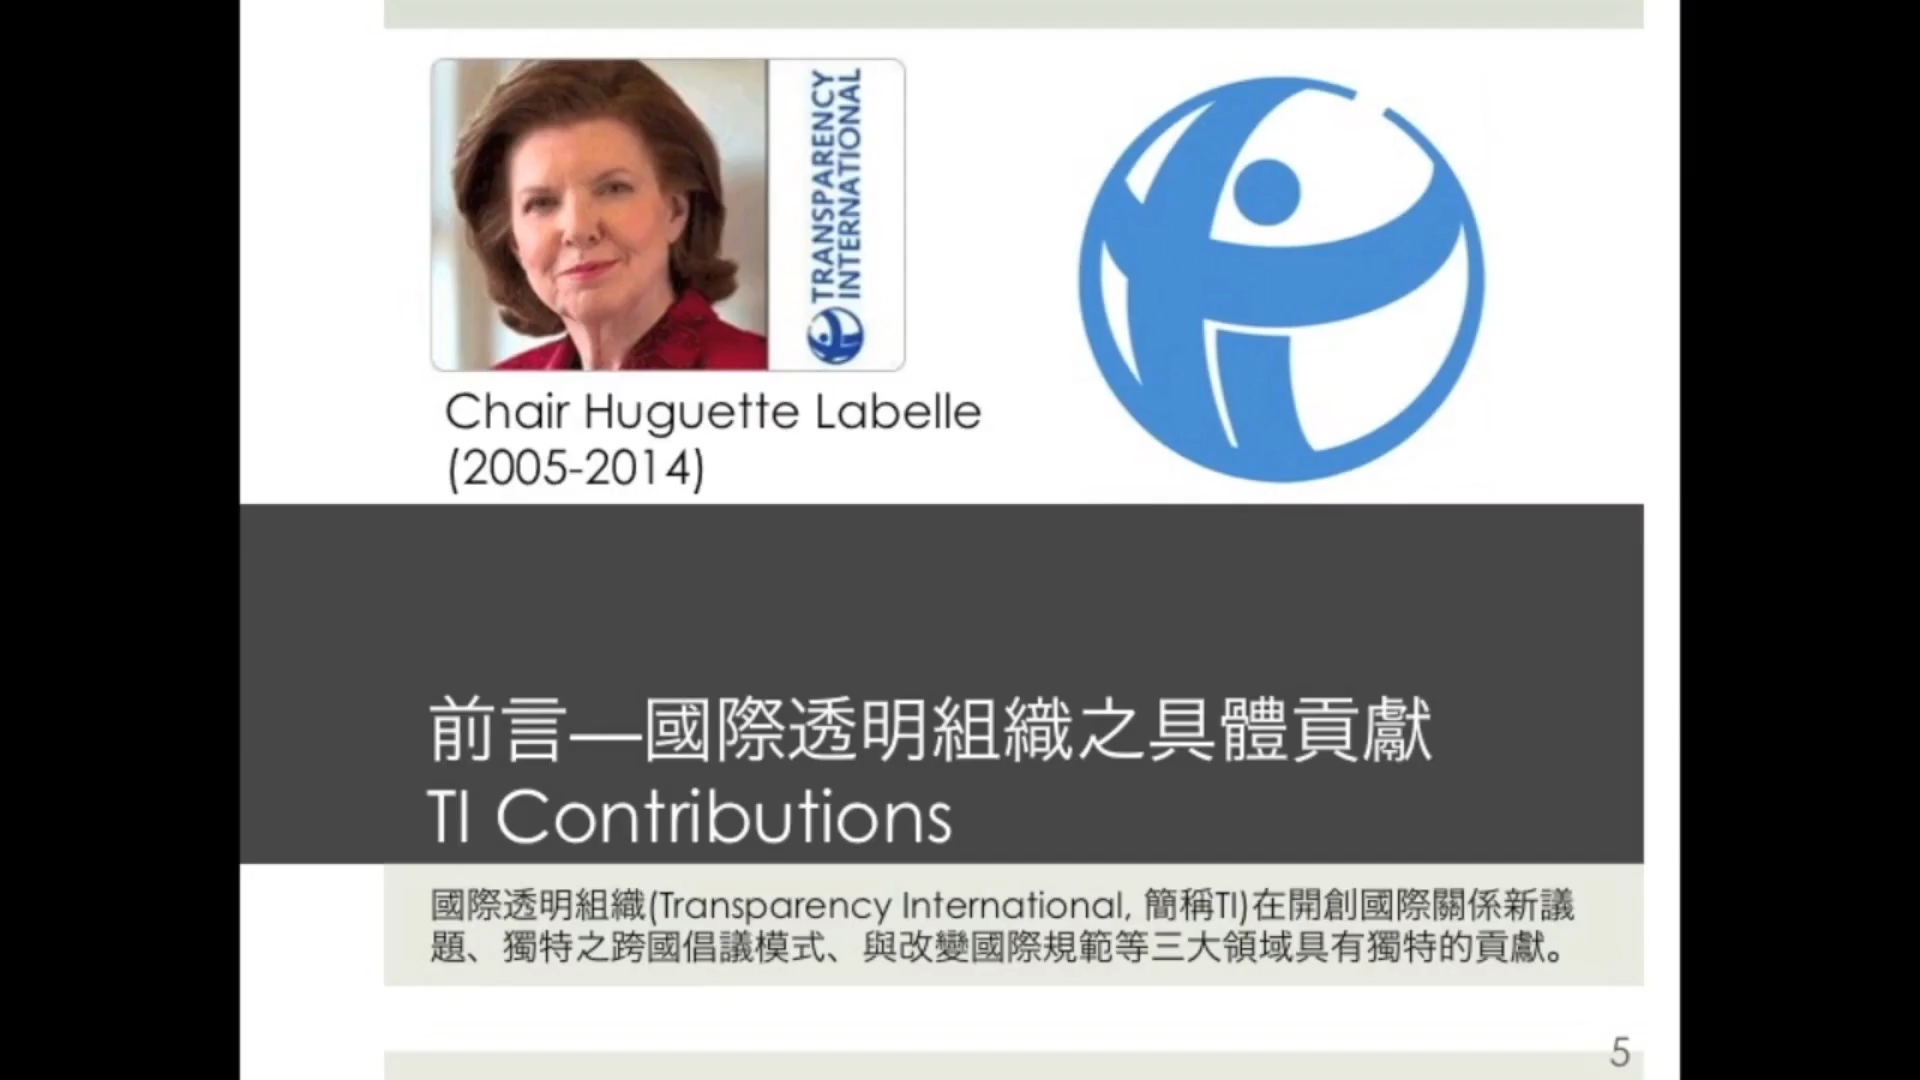 TRANSPARENCY
INTERNATIONAL
Chair Huguette Labelle
(2005-2014)
前言—國際透明組織之具體貢獻
TI Contributions
國際透明組織(Transparency International, 簡稱TI)在開創國際關係新議
題、獨特之跨國倡議模式、與改變國際規範等三大領域具有獨特的貢獻。
5